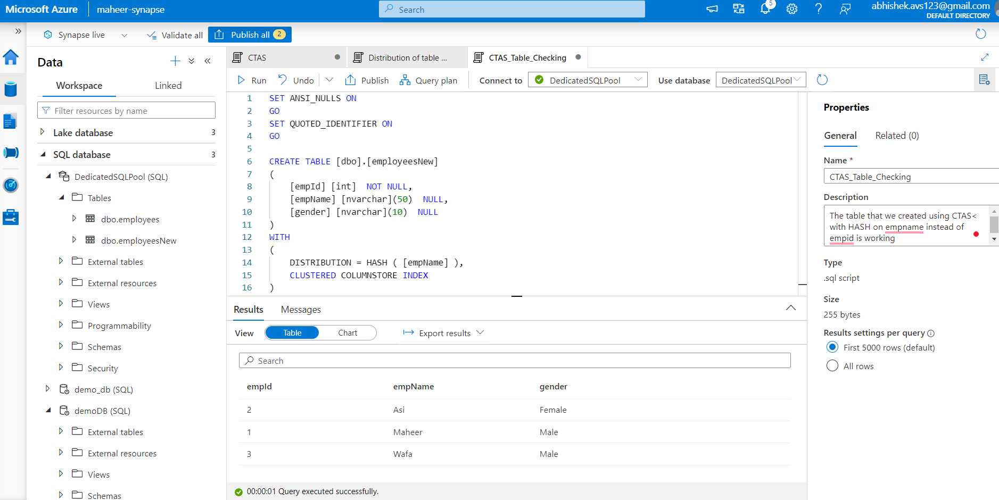 Microsoft Azure
maheer-synapse
Search
5
abhishek.avs123@gmail.com
DEFAULT DIRECTORY
Synapse live
Validate all
Publish all 2
Data
Workspace
Linked
Filter resources by name
Lake database 3
SQL database 3
DedicatedSQLPool (SQL)
Tables
dbo.employees
dbo.employeesNew
External tables
External resources
Views
Programmability
Schemas
Security
demo_db (SQL)
demoDB (SQL)
External tables
External resources
Views
Schemas
CTAS
Distribution of table ...
CTAS_Table_Checking
Run
Undo
Publish
Query plan
Connect to
DedicatedSQLPool
Use database
DedicatedSQLPool
1 SET ANSI_NULLS ON
2 GO
3 SET QUOTED_IDENTIFIER ON
4 GO
5
6 CREATE TABLE [dbo].[employeesNew]
7 (
8 [empId] [int]  NOT NULL,
9 [empName] [nvarchar](50)  NULL,
10 [gender] [nvarchar](10)  NULL
11 )
12 WITH
13 (
14 DISTRIBUTION = HASH ( [empName] ),
15 CLUSTERED COLUMNSTORE INDEX
16 )
Results
Messages
View
Table
Chart
Export results
Search
empId empName gender
2 Asi Female
1 Maheer Male
3 Wafa Male
00:00:01 Query executed successfully.
Properties
General
Related (0)
Name *
CTAS_Table_Checking
Description
The table that we created using CTAS<
with HASH on empname instead of
empid is working
Type
.sql script
Size
255 bytes
Results settings per query
First 5000 rows (default)
All rows